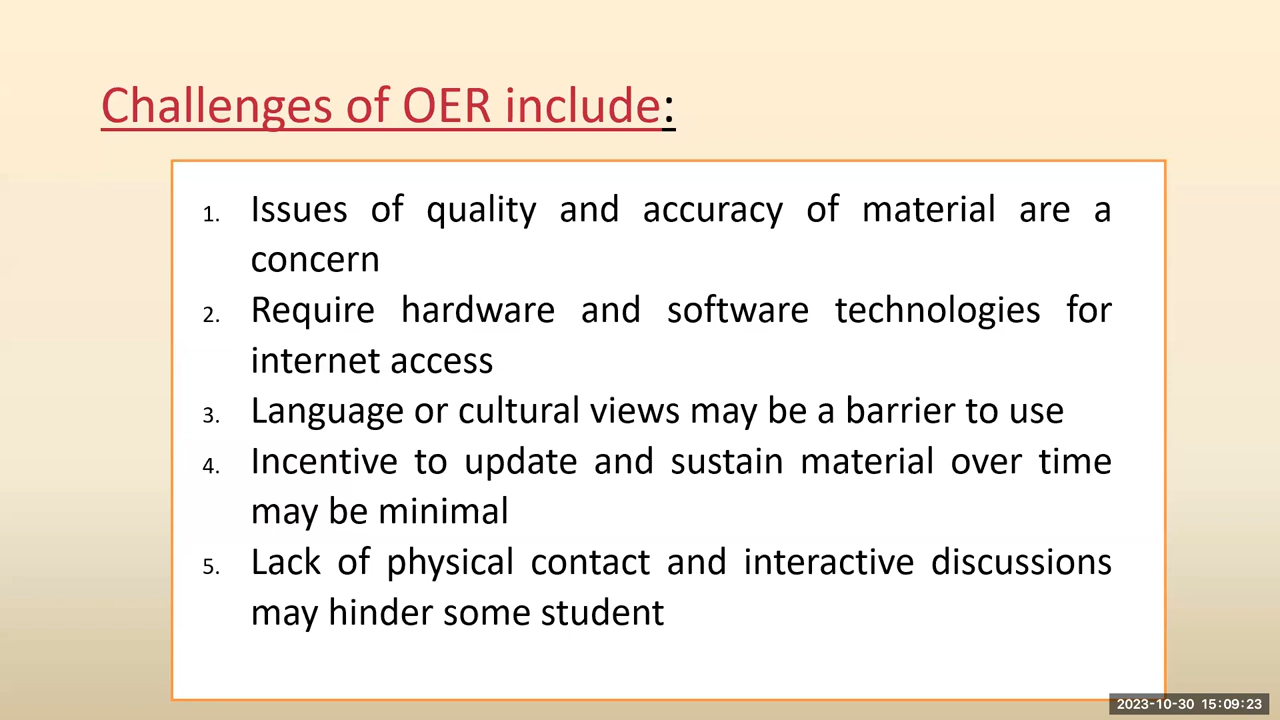 Challenges of OER include:
1. Issues of quality and accuracy of material are a
concern
2. Require hardware and software technologies for
internet access
3. Language or cultural views may be a barrier to use
4. Incentive to update and sustain material over time
may be minimal
5. Lack of physical contact and interactive discussions
may hinder some student
2023-10-30 15:09:23